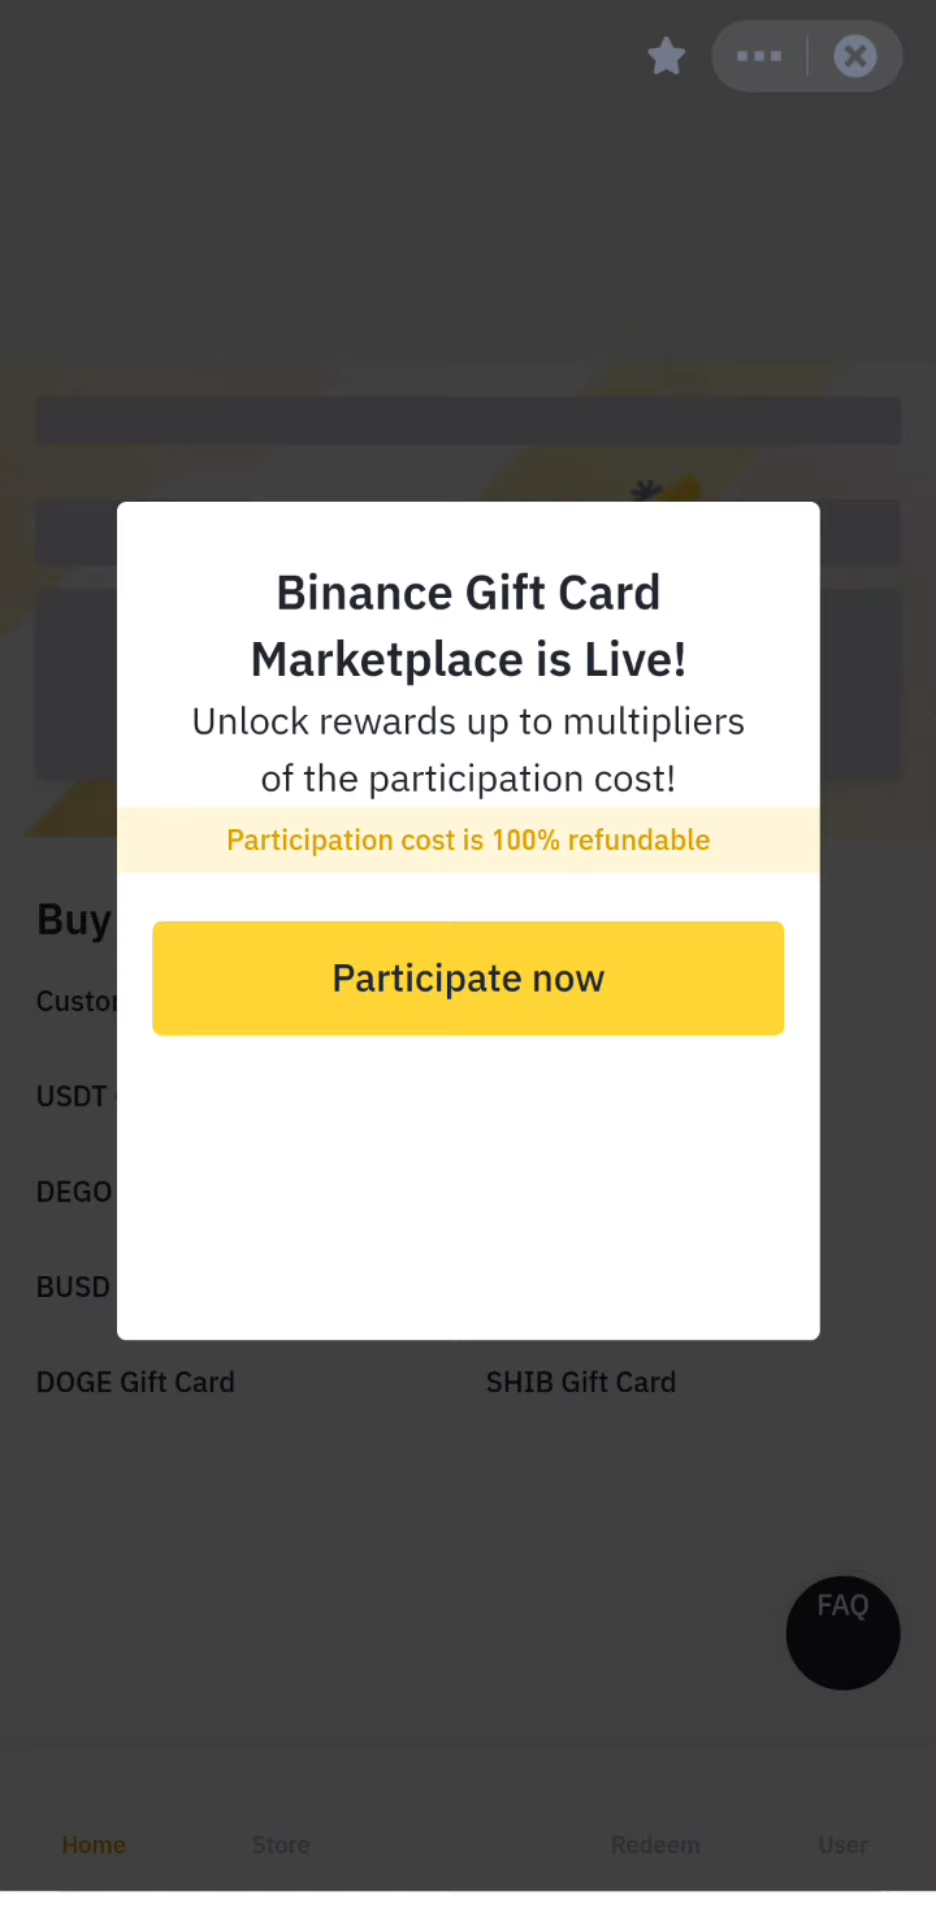 Binance Gift Card
Marketplace is Live!
Unlock rewards up to multipliers
of the participation cost!
Participation cost is 100% refundable
Buy
Participate now
USDT
DEGO
BUSD
DOGE Gift Card
SHIB Gift Card
FAQ
Home
Store
Redeem
User